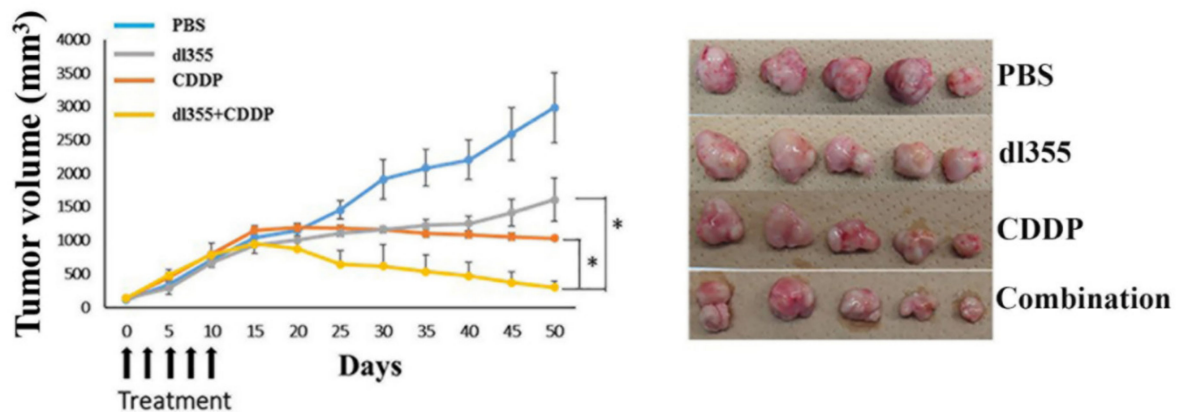 PBS
dl355
CDDP
dl355+CDDP
Tumor volume (mm³)
4000
3500
3000
2500
2000
1500
1000
500
0
0 5 10 15 20 25 30 35 40 45 50
*
*
Days
Treatment
PBS
dl355
CDDP
Combination